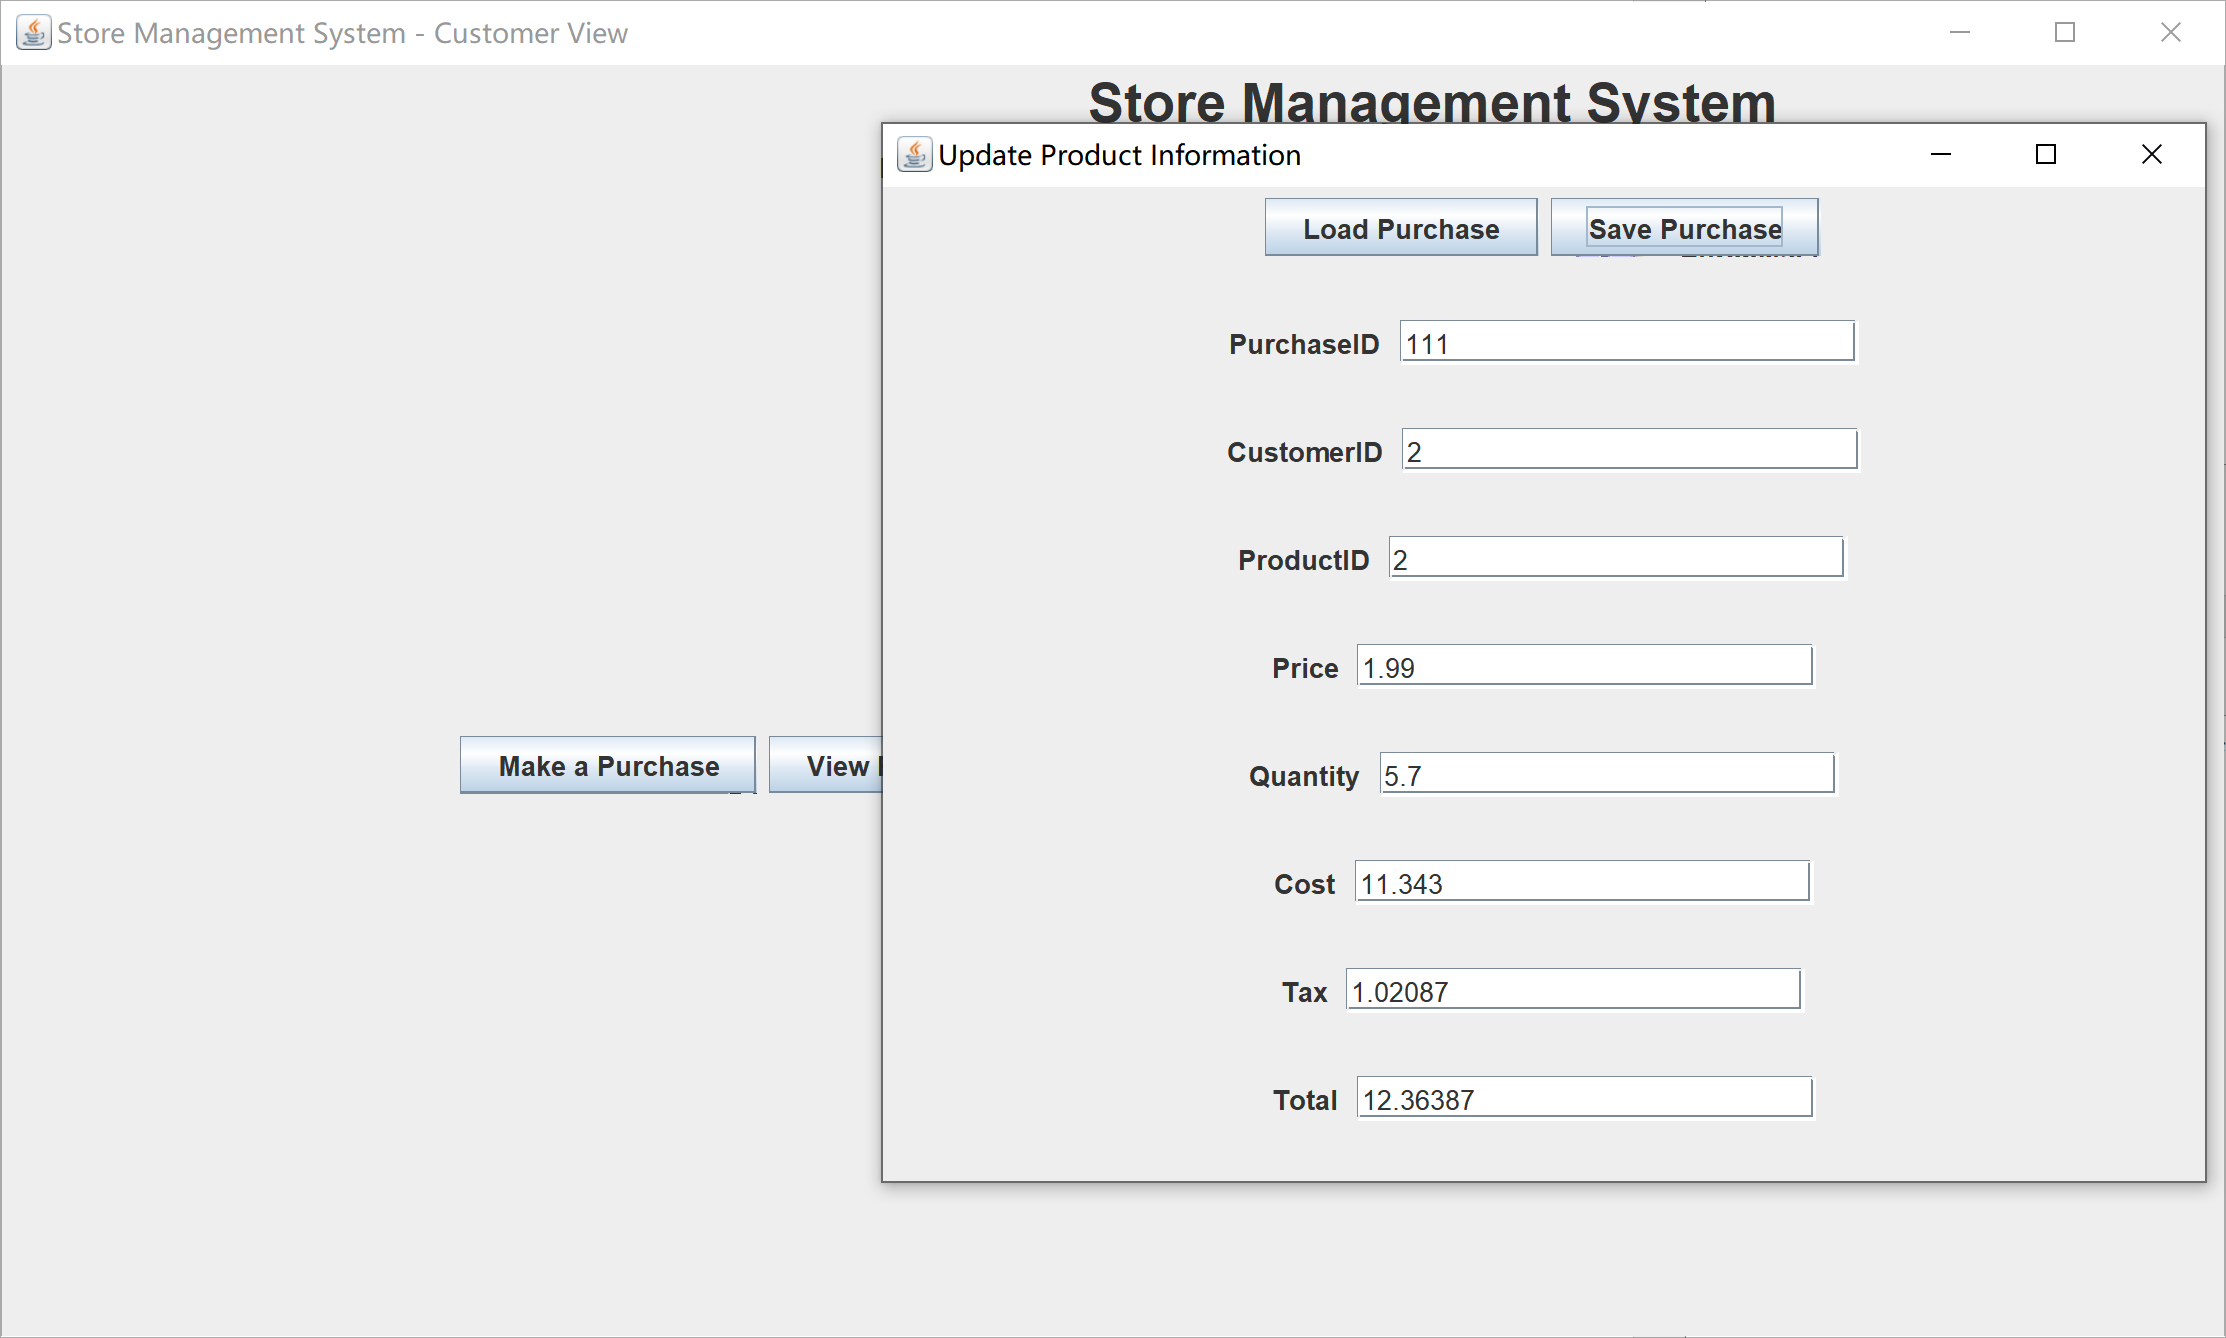 Store Management System - Customer View
Store Management System
Update Product Information
Load Purchase Save Purchase
PurchaseID 111
CustomerID 2
ProductID 2
Price 1.99
Make a Purchase View
Quantity 5.7
Cost 11.343
Tax 1.02087
Total 12.36387